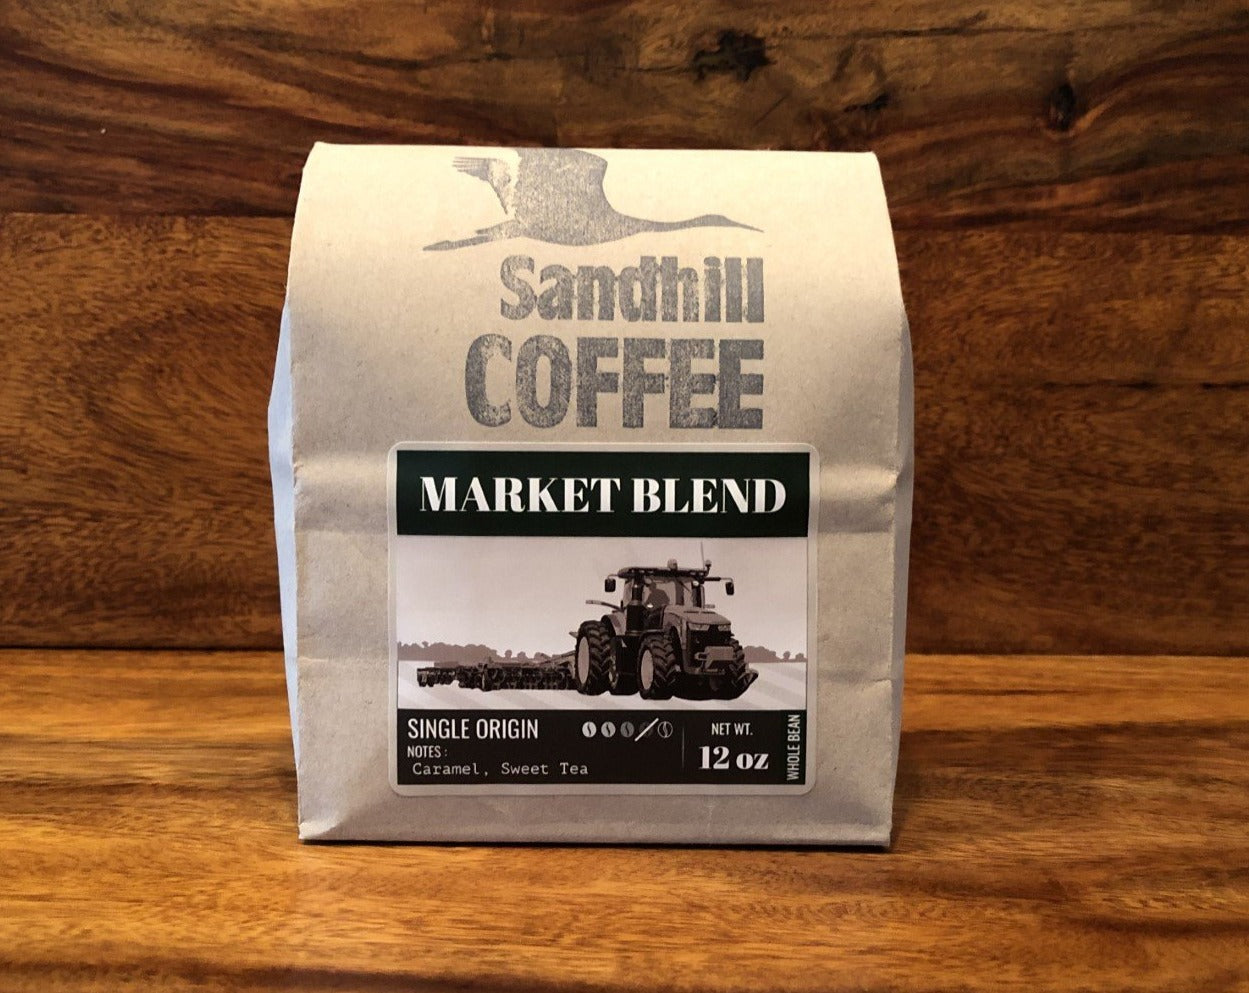 Sandhill
COFFEE
MARKET BLEND
SINGLE ORIGIN
NOTES :
Caramel, Sweet Tea
NET WT.
12 oz
WHOLE BEAN